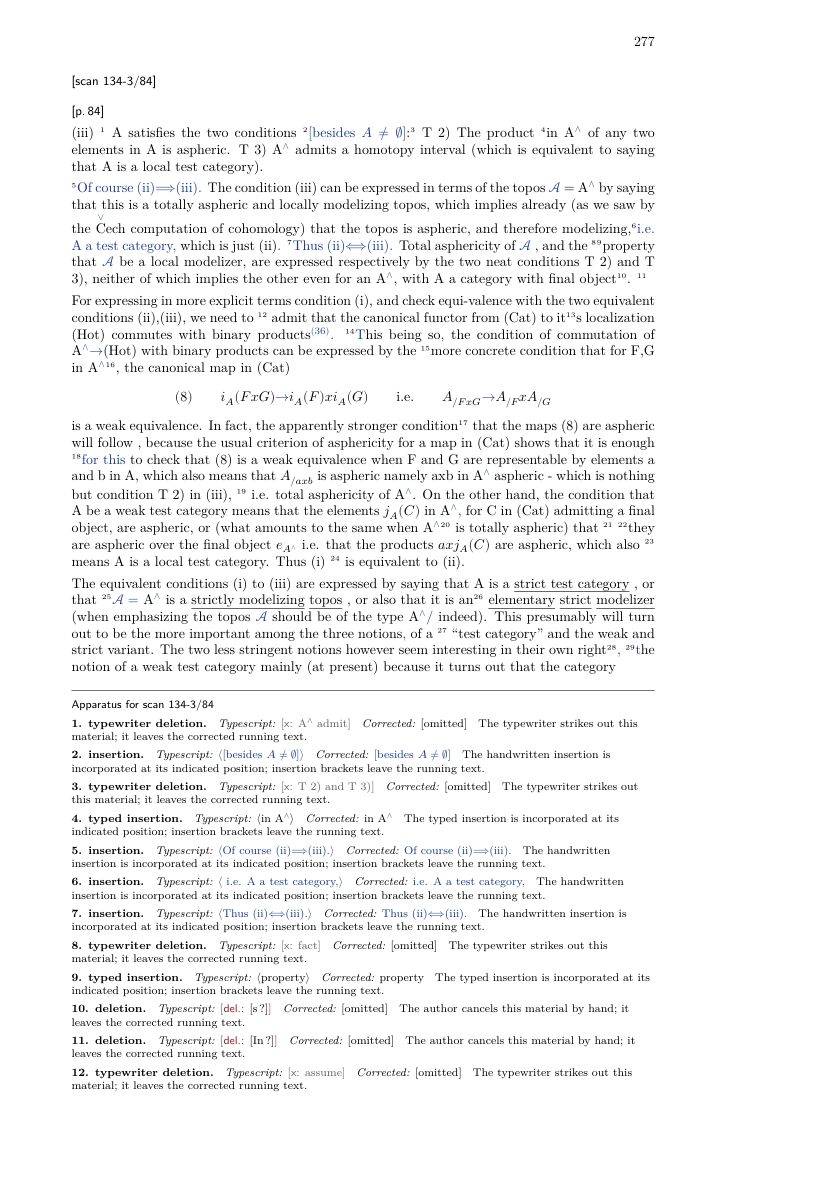 277
[scan 134-3/84]
[p. 84]
(iii) ¹ A satisfies the two conditions ²[besides A ≠ ∅]:³ T 2) The product ⁴in A^ of any two
elements in A is aspheric. T 3) A^ admits a homotopy interval (which is equivalent to saying
that A is a local test category).
⁵Of course (ii)⟹(iii). The condition (iii) can be expressed in terms of the topos 𝒜 = A^ by saying
that this is a totally aspheric and locally modelizing topos, which implies already (as we saw by
the Čech computation of cohomology) that the topos is aspheric, and therefore modelizing,⁶i.e.
A a test category, which is just (ii). ⁷Thus (ii)⟺(iii). Total asphericity of 𝒜 , and the ⁸ ⁹property
that 𝒜 be a local modelizer, are expressed respectively by the two neat conditions T 2) and T
3), neither of which implies the other even for an A^, with A a category with final object¹⁰. ¹¹
For expressing in more explicit terms condition (i), and check equi-valence with the two equivalent
conditions (ii),(iii), we need to ¹² admit that the canonical functor from (Cat) to it¹³s localization
(Hot) commutes with binary products⁽³⁶⁾. ¹⁴This being so, the condition of commutation of
A^→(Hot) with binary products can be expressed by the ¹⁵more concrete condition that for F,G
in A^¹⁶, the canonical map in (Cat)
(8) i_A(FxG)→i_A(F)xi_A(G) i.e. A_/FxG→A_/FxA_/G
is a weak equivalence. In fact, the apparently stronger condition¹⁷ that the maps (8) are aspheric
will follow , because the usual criterion of asphericity for a map in (Cat) shows that it is enough
¹⁸for this to check that (8) is a weak equivalence when F and G are representable by elements a
and b in A, which also means that A_/axb is aspheric namely axb in A^ aspheric - which is nothing
but condition T 2) in (iii), ¹⁹ i.e. total asphericity of A^. On the other hand, the condition that
A be a weak test category means that the elements j_A(C) in A^, for C in (Cat) admitting a final
object, are aspheric, or (what amounts to the same when A^²⁰ is totally aspheric) that ²¹ ²²they
are aspheric over the final object e_A^ i.e. that the products axj_A(C) are aspheric, which also ²³
means A is a local test category. Thus (i) ²⁴ is equivalent to (ii).
The equivalent conditions (i) to (iii) are expressed by saying that A is a strict test category , or
that ²⁵𝒜 = A^ is a strictly modelizing topos , or also that it is an²⁶ elementary strict modelizer
(when emphasizing the topos 𝒜 should be of the type A^/ indeed). This presumably will turn
out to be the more important among the three notions, of a ²⁷ “test category” and the weak and
strict variant. The two less stringent notions however seem interesting in their own right²⁸, ²⁹the
notion of a weak test category mainly (at present) because it turns out that the category
Apparatus for scan 134-3/84
1. typewriter deletion. Typescript: [x: A^ admit] Corrected: [omitted] The typewriter strikes out this
material; it leaves the corrected running text.
2. insertion. Typescript: ⟨[besides A ≠ ∅]⟩ Corrected: [besides A ≠ ∅] The handwritten insertion is
incorporated at its indicated position; insertion brackets leave the running text.
3. typewriter deletion. Typescript: [x: T 2) and T 3)] Corrected: [omitted] The typewriter strikes out
this material; it leaves the corrected running text.
4. typed insertion. Typescript: ⟨in A^⟩ Corrected: in A^ The typed insertion is incorporated at its
indicated position; insertion brackets leave the running text.
5. insertion. Typescript: ⟨Of course (ii)⟹(iii).⟩ Corrected: Of course (ii)⟹(iii). The handwritten
insertion is incorporated at its indicated position; insertion brackets leave the running text.
6. insertion. Typescript: ⟨ i.e. A a test category,⟩ Corrected: i.e. A a test category, The handwritten
insertion is incorporated at its indicated position; insertion brackets leave the running text.
7. insertion. Typescript: ⟨Thus (ii)⟺(iii).⟩ Corrected: Thus (ii)⟺(iii). The handwritten insertion is
incorporated at its indicated position; insertion brackets leave the running text.
8. typewriter deletion. Typescript: [x: fact] Corrected: [omitted] The typewriter strikes out this
material; it leaves the corrected running text.
9. typed insertion. Typescript: ⟨property⟩ Corrected: property The typed insertion is incorporated at its
indicated position; insertion brackets leave the running text.
10. deletion. Typescript: [del.: [s ?]] Corrected: [omitted] The author cancels this material by hand; it
leaves the corrected running text.
11. deletion. Typescript: [del.: [In ?]] Corrected: [omitted] The author cancels this material by hand; it
leaves the corrected running text.
12. typewriter deletion. Typescript: [x: assume] Corrected: [omitted] The typewriter strikes out this
material; it leaves the corrected running text.